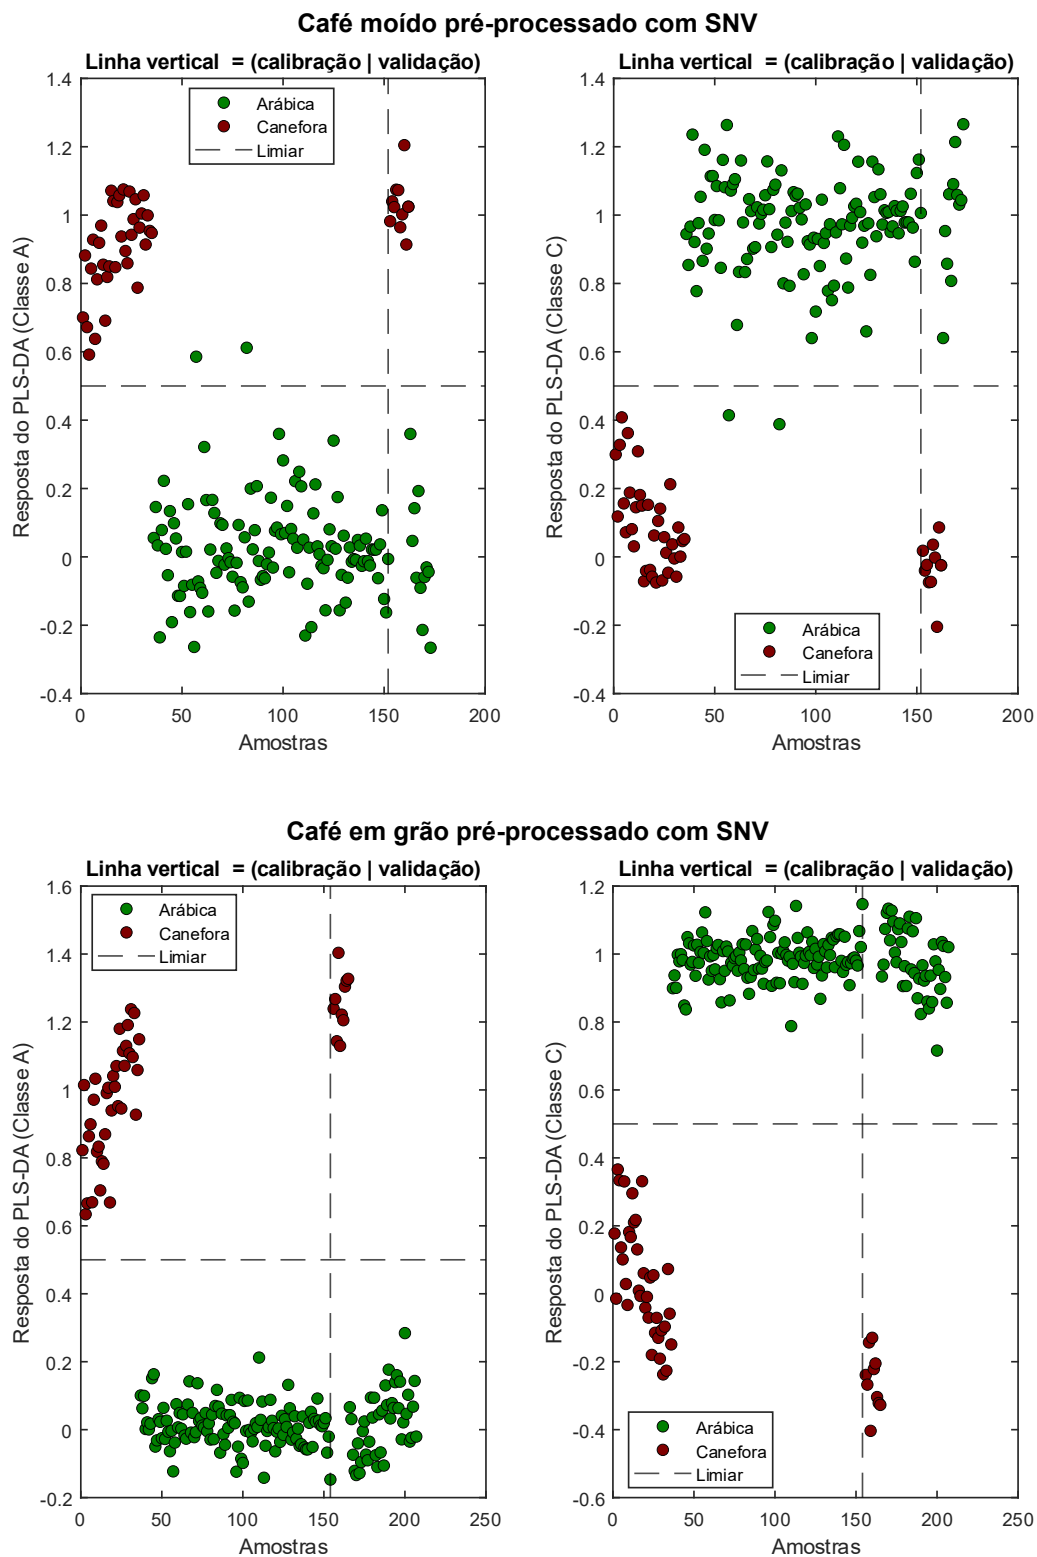 Café moído pré-processado com SNV
Linha vertical = (calibração | validação)
Resposta do PLS-DA (Classe A)
1.4
1.2
1
0.8
0.6
0.4
0.2
0
-0.2
-0.4
Arábica
Canefora
Limiar
0 50 100 150 200
Amostras
Linha vertical = (calibração | validação)
Resposta do PLS-DA (Classe C)
1.4
1.2
1
0.8
0.6
0.4
0.2
0
-0.2
-0.4
Arábica
Canefora
Limiar
0 50 100 150 200
Amostras
Café em grão pré-processado com SNV
Linha vertical = (calibração | validação)
Resposta do PLS-DA (Classe A)
1.6
1.4
1.2
1
0.8
0.6
0.4
0.2
0
-0.2
Arábica
Canefora
Limiar
0 50 100 150 200 250
Amostras
Linha vertical = (calibração | validação)
Resposta do PLS-DA (Classe C)
1.2
1
0.8
0.6
0.4
0.2
0
-0.2
-0.4
-0.6
Arábica
Canefora
Limiar
0 50 100 150 200 250
Amostras